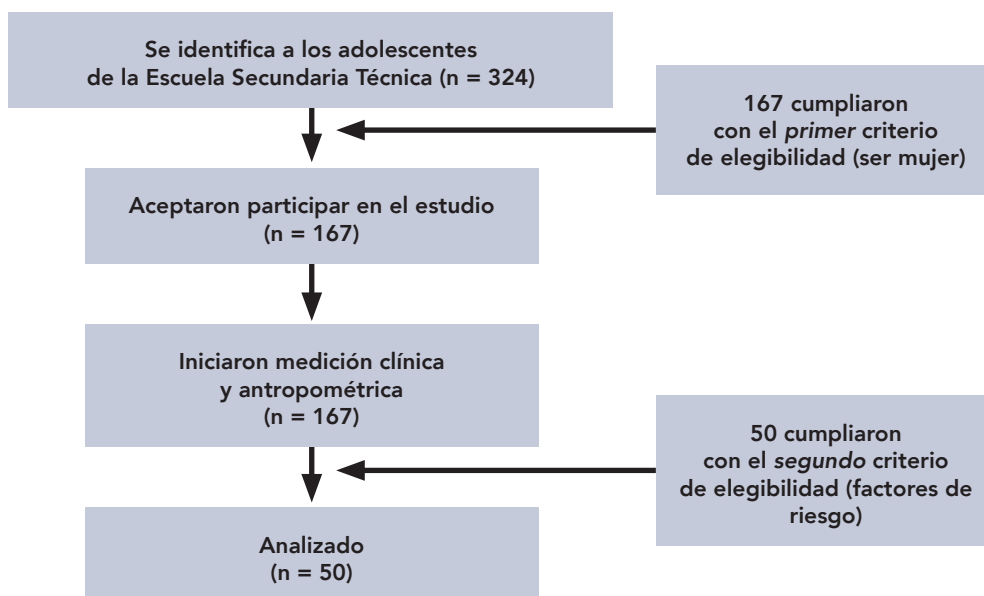 Se identifica a los adolescentes
de la Escuela Secundaria Técnica (n = 324)
167 cumpliaron
con el primer criterio
de elegibilidad (ser mujer)
Aceptaron participar en el estudio
(n = 167)
Iniciaron medición clínica
y antropométrica
(n = 167)
50 cumpliaron
con el segundo criterio
de elegibilidad (factores de
riesgo)
Analizado
(n = 50)